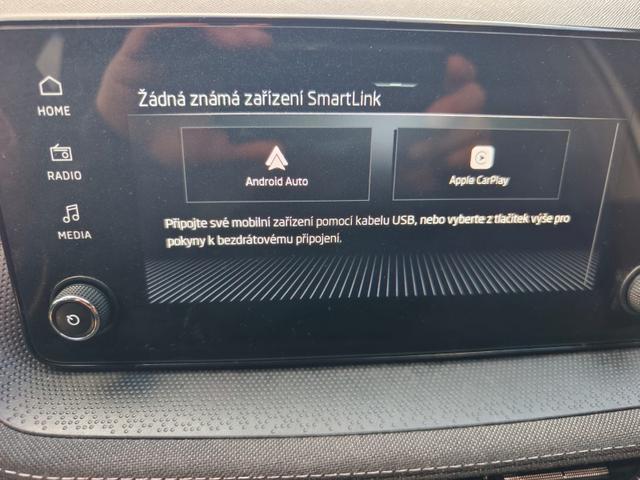 Žádná známá zařízení SmartLink
HOME
RADIO
MEDIA
Android Auto
Apple CarPlay
Připojte své mobilní zařízení pomocí kabelu USB, nebo vyberte z tlačítek výše pro
pokyny k bezdrátovému připojení.